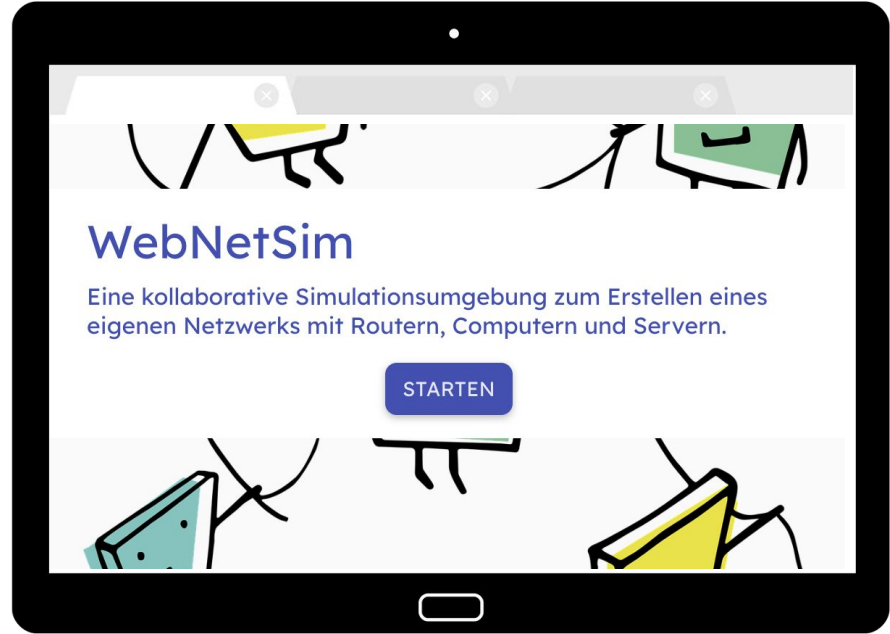 WebNetSim
Eine kollaborative Simulationsumgebung zum Erstellen eines
eigenen Netzwerks mit Routern, Computern und Servern.
STARTEN